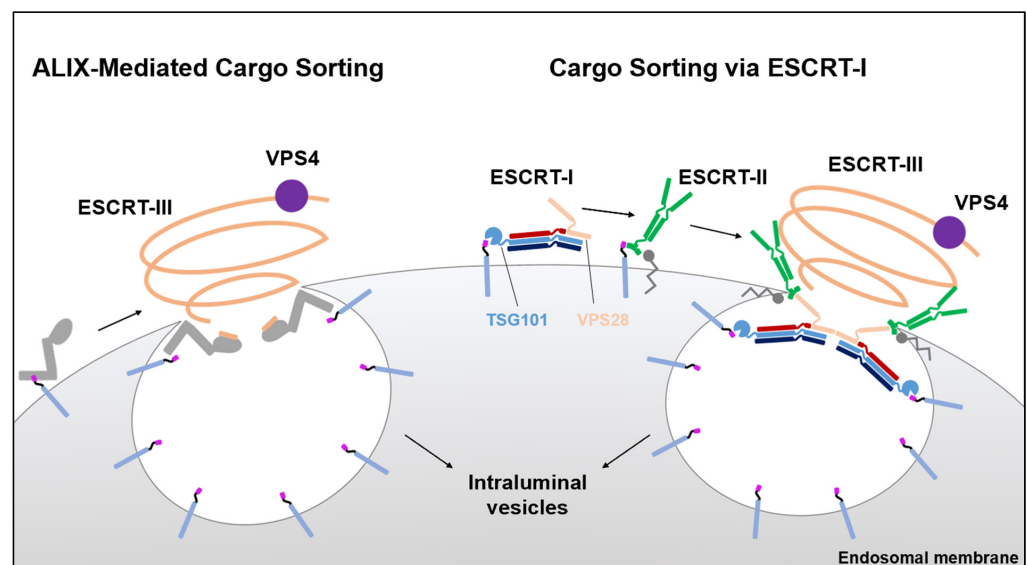 ALIX-Mediated Cargo Sorting
Cargo Sorting via ESCRT-I
VPS4
ESCRT-III
ESCRT-I
ESCRT-II
ESCRT-III
VPS4
TSG101
VPS28
Intraluminal
vesicles
Endosomal membrane